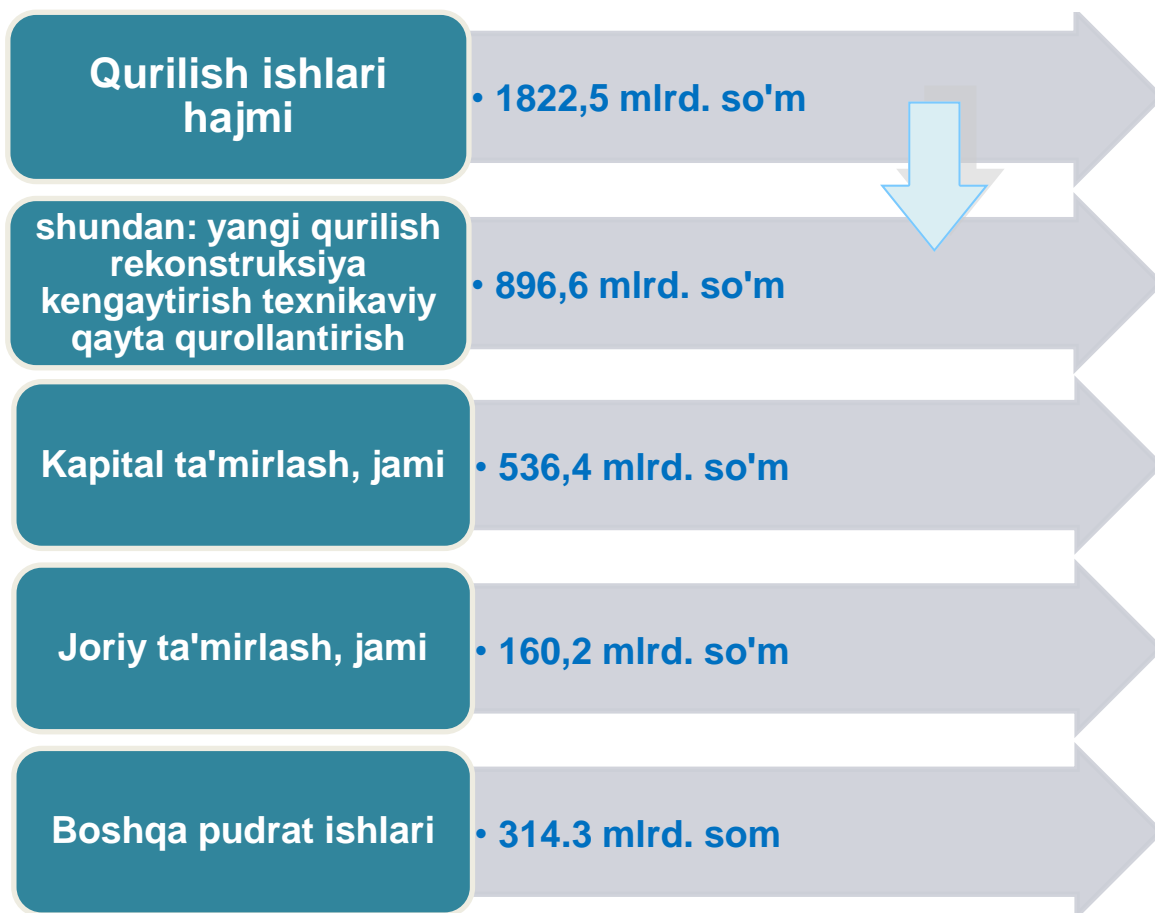 Qurilish ishlari
hajmi
• 1822,5 mlrd. so'm
shundan: yangi qurilish
rekonstruksiya
kengaytirish texnikaviy
qayta qurollantirish
• 896,6 mlrd. so'm
Kapital ta'mirlash, jami
• 536,4 mlrd. so'm
Joriy ta'mirlash, jami
• 160,2 mlrd. so'm
Boshqa pudrat ishlari
• 314.3 mlrd. som